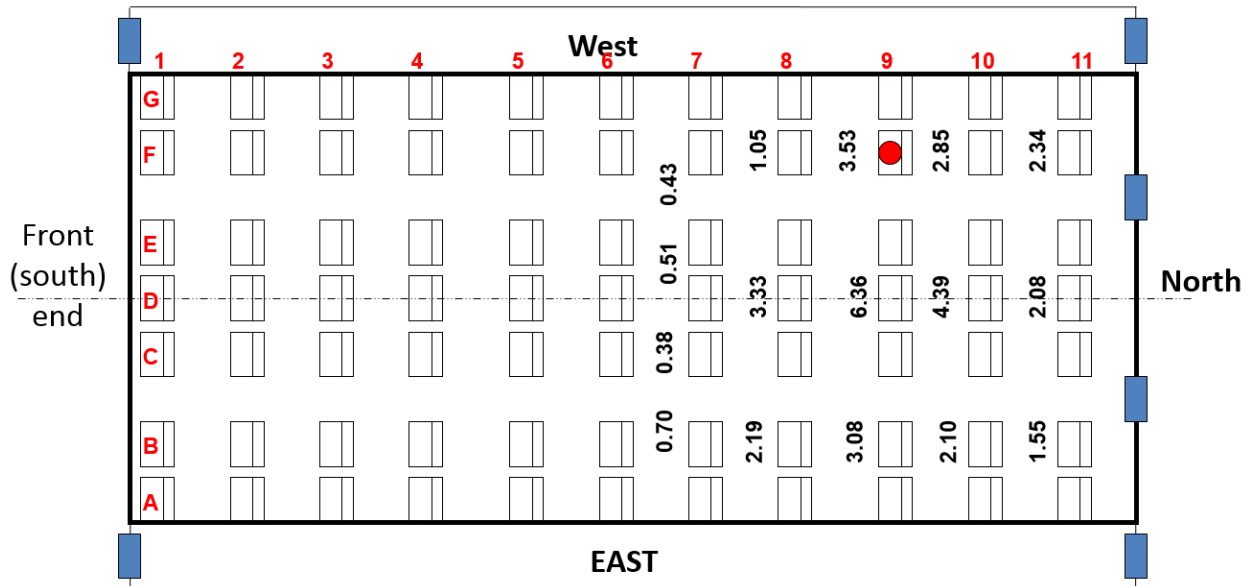 West
1 2 3 4 5 6 7 8 9 10 11
G
F
1.05 3.53 2.85 2.34
0.43
E
0.51
Front
(south)
end
D
3.33 6.36 4.39 2.08
North
C
0.38
B
0.70 2.19 3.08 2.10 1.55
A
EAST